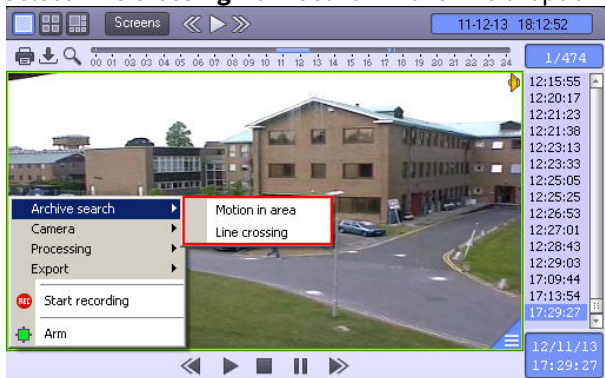 Screens
11-12-13 18:12:52
00 01 02 03 04 05 06 07 08 09 10 11 12 13 14 15 16 17 18 19 20 21 22 23 24
1/474
12:15:55
12:20:17
12:21:23
12:21:38
12:23:13
12:23:33
12:25:05
12:25:25
12:26:53
12:27:01
12:28:43
12:29:03
17:09:44
17:13:54
17:29:27
Archive search
Motion in area
Line crossing
Camera
Processing
Export
REC Start recording
Arm
12/11/13
17:29:27